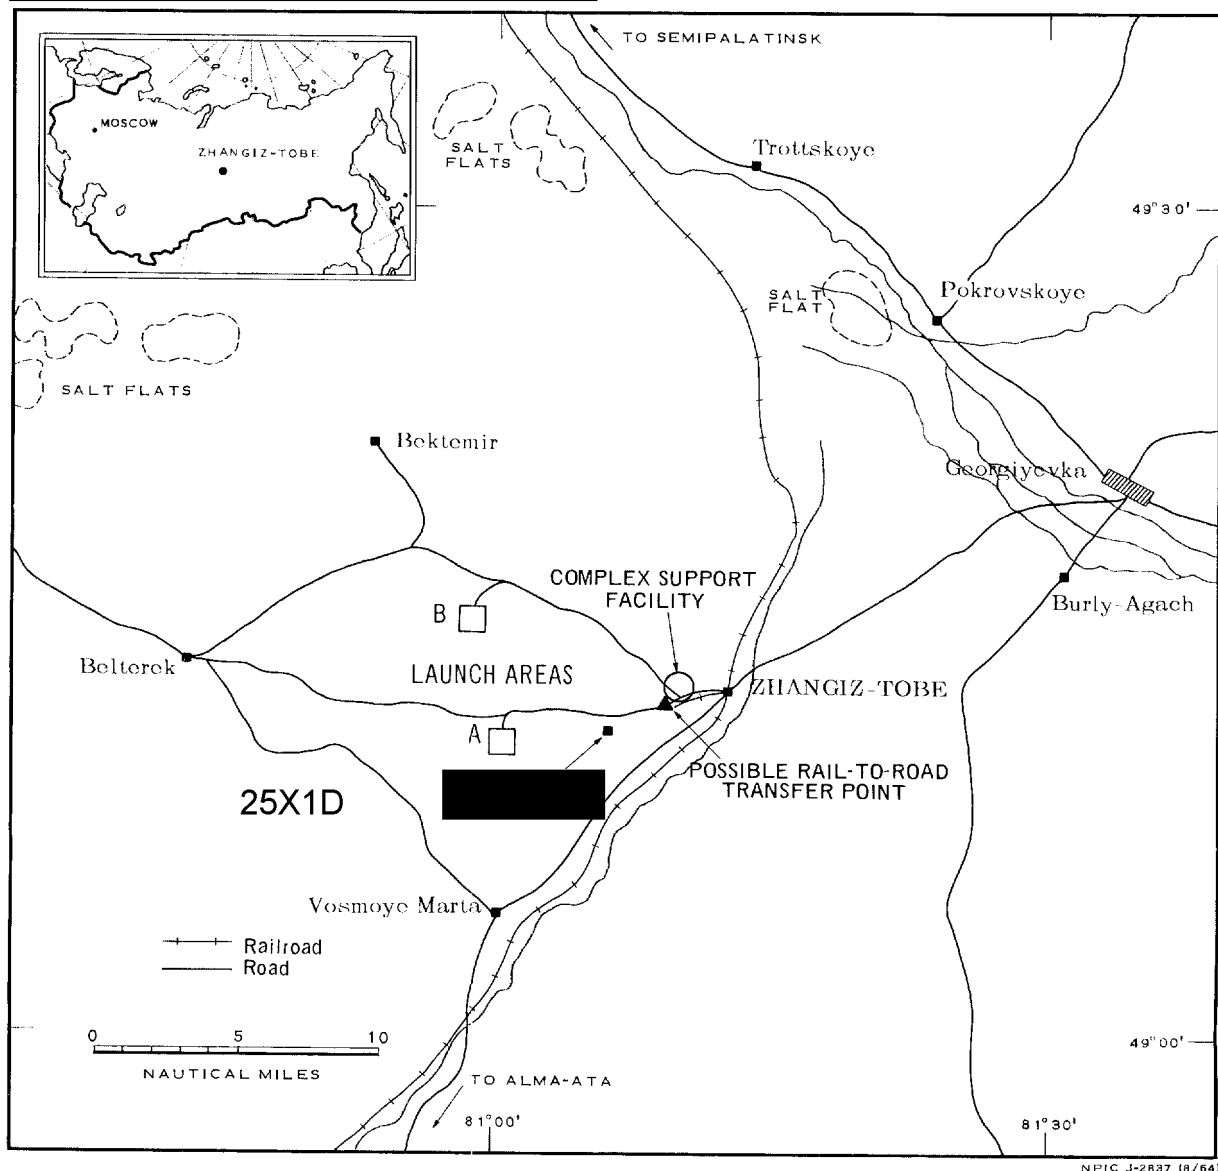 TO SEMIPALATINSK
MOSCOW
ZHANGIZ-TOBE
SALT
FLATS
Trottskoye
49°30'
SALT
FLAT
Pokrovskoye
SALT FLATS
Bektemir
Georgiyevka
COMPLEX SUPPORT
FACILITY
B
Burly-Agach
Belterek
LAUNCH AREAS
ZHANGIZ-TOBE
A
POSSIBLE RAIL-TO-ROAD
TRANSFER POINT
25X1D
Vosmoye Marta
Railroad
Road
0 5 10
NAUTICAL MILES
49°00'
TO ALMA-ATA
81°00'
81°30'
NPIC J-2837 (8/64)